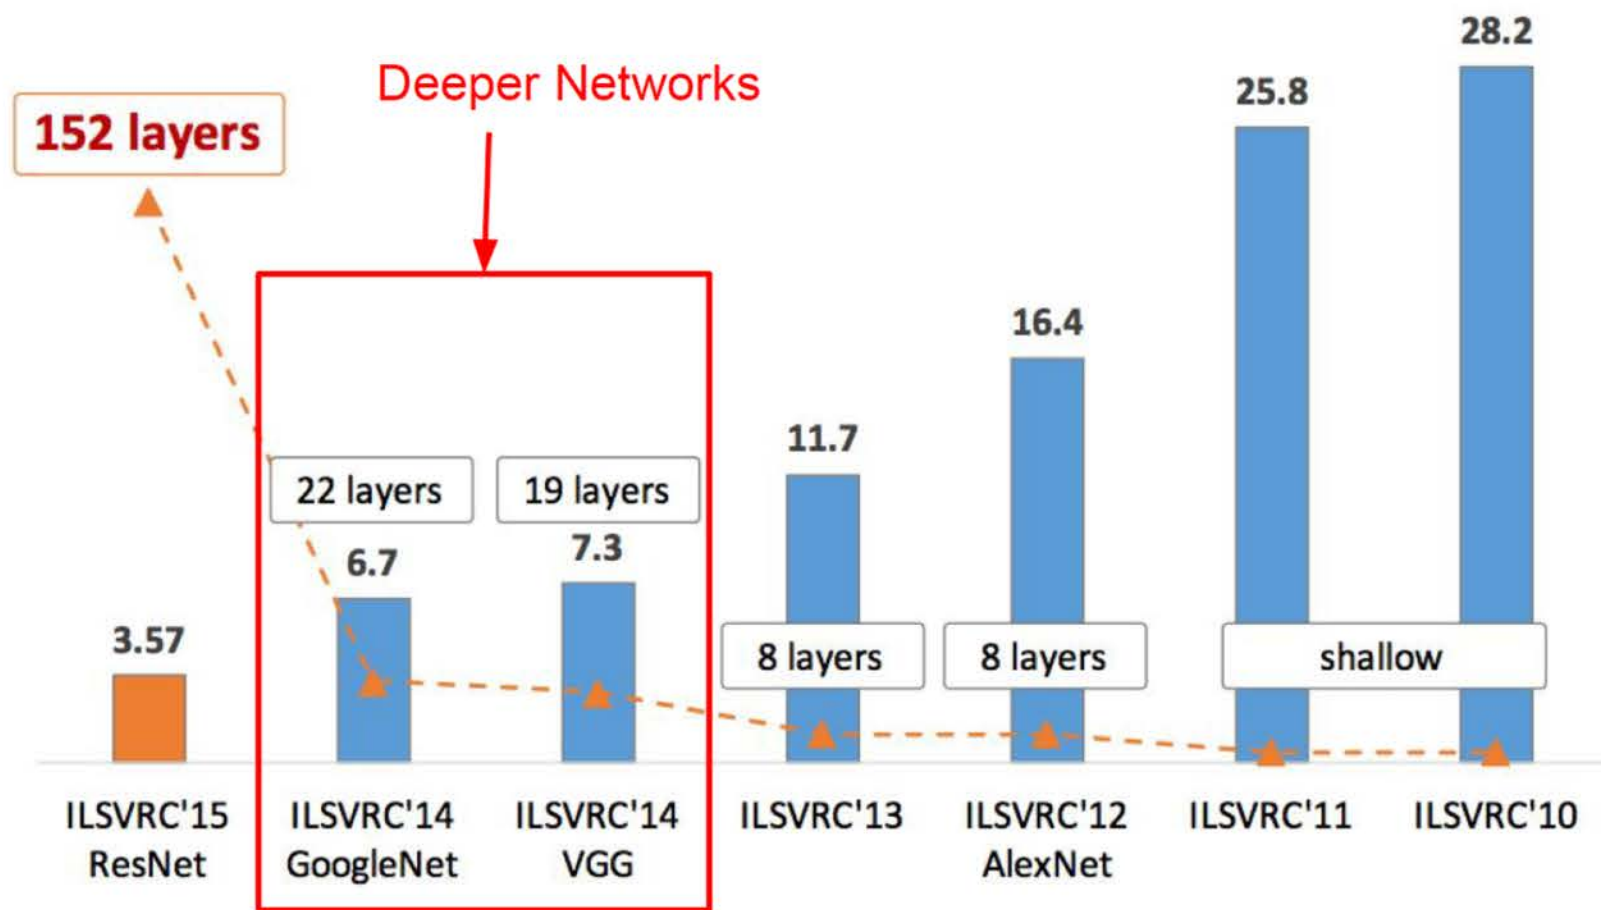 Deeper Networks
152 layers
28.2
25.8
16.4
11.7
22 layers
19 layers
6.7
7.3
3.57
8 layers
8 layers
shallow
ILSVRC'15
ResNet
ILSVRC'14
GoogleNet
ILSVRC'14
VGG
ILSVRC'13
ILSVRC'12
AlexNet
ILSVRC'11
ILSVRC'10